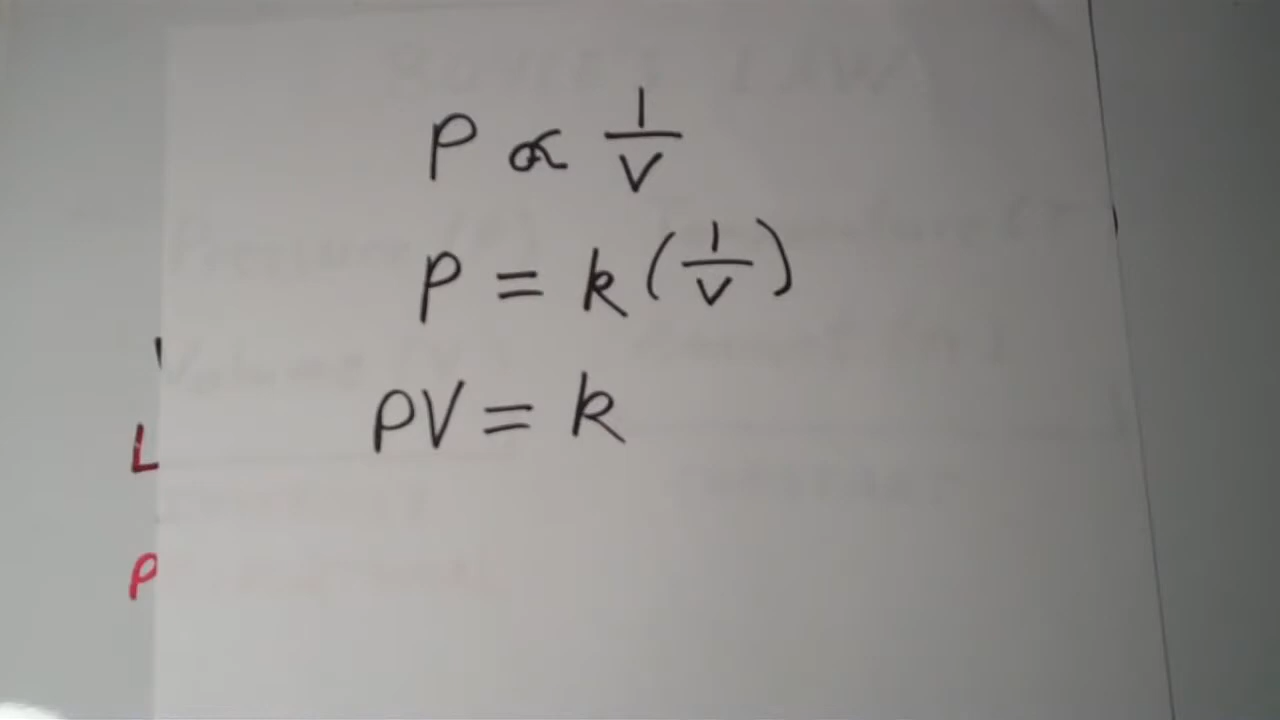 P ∝ 1/V
P = k(1/V)
PV = k
L
P